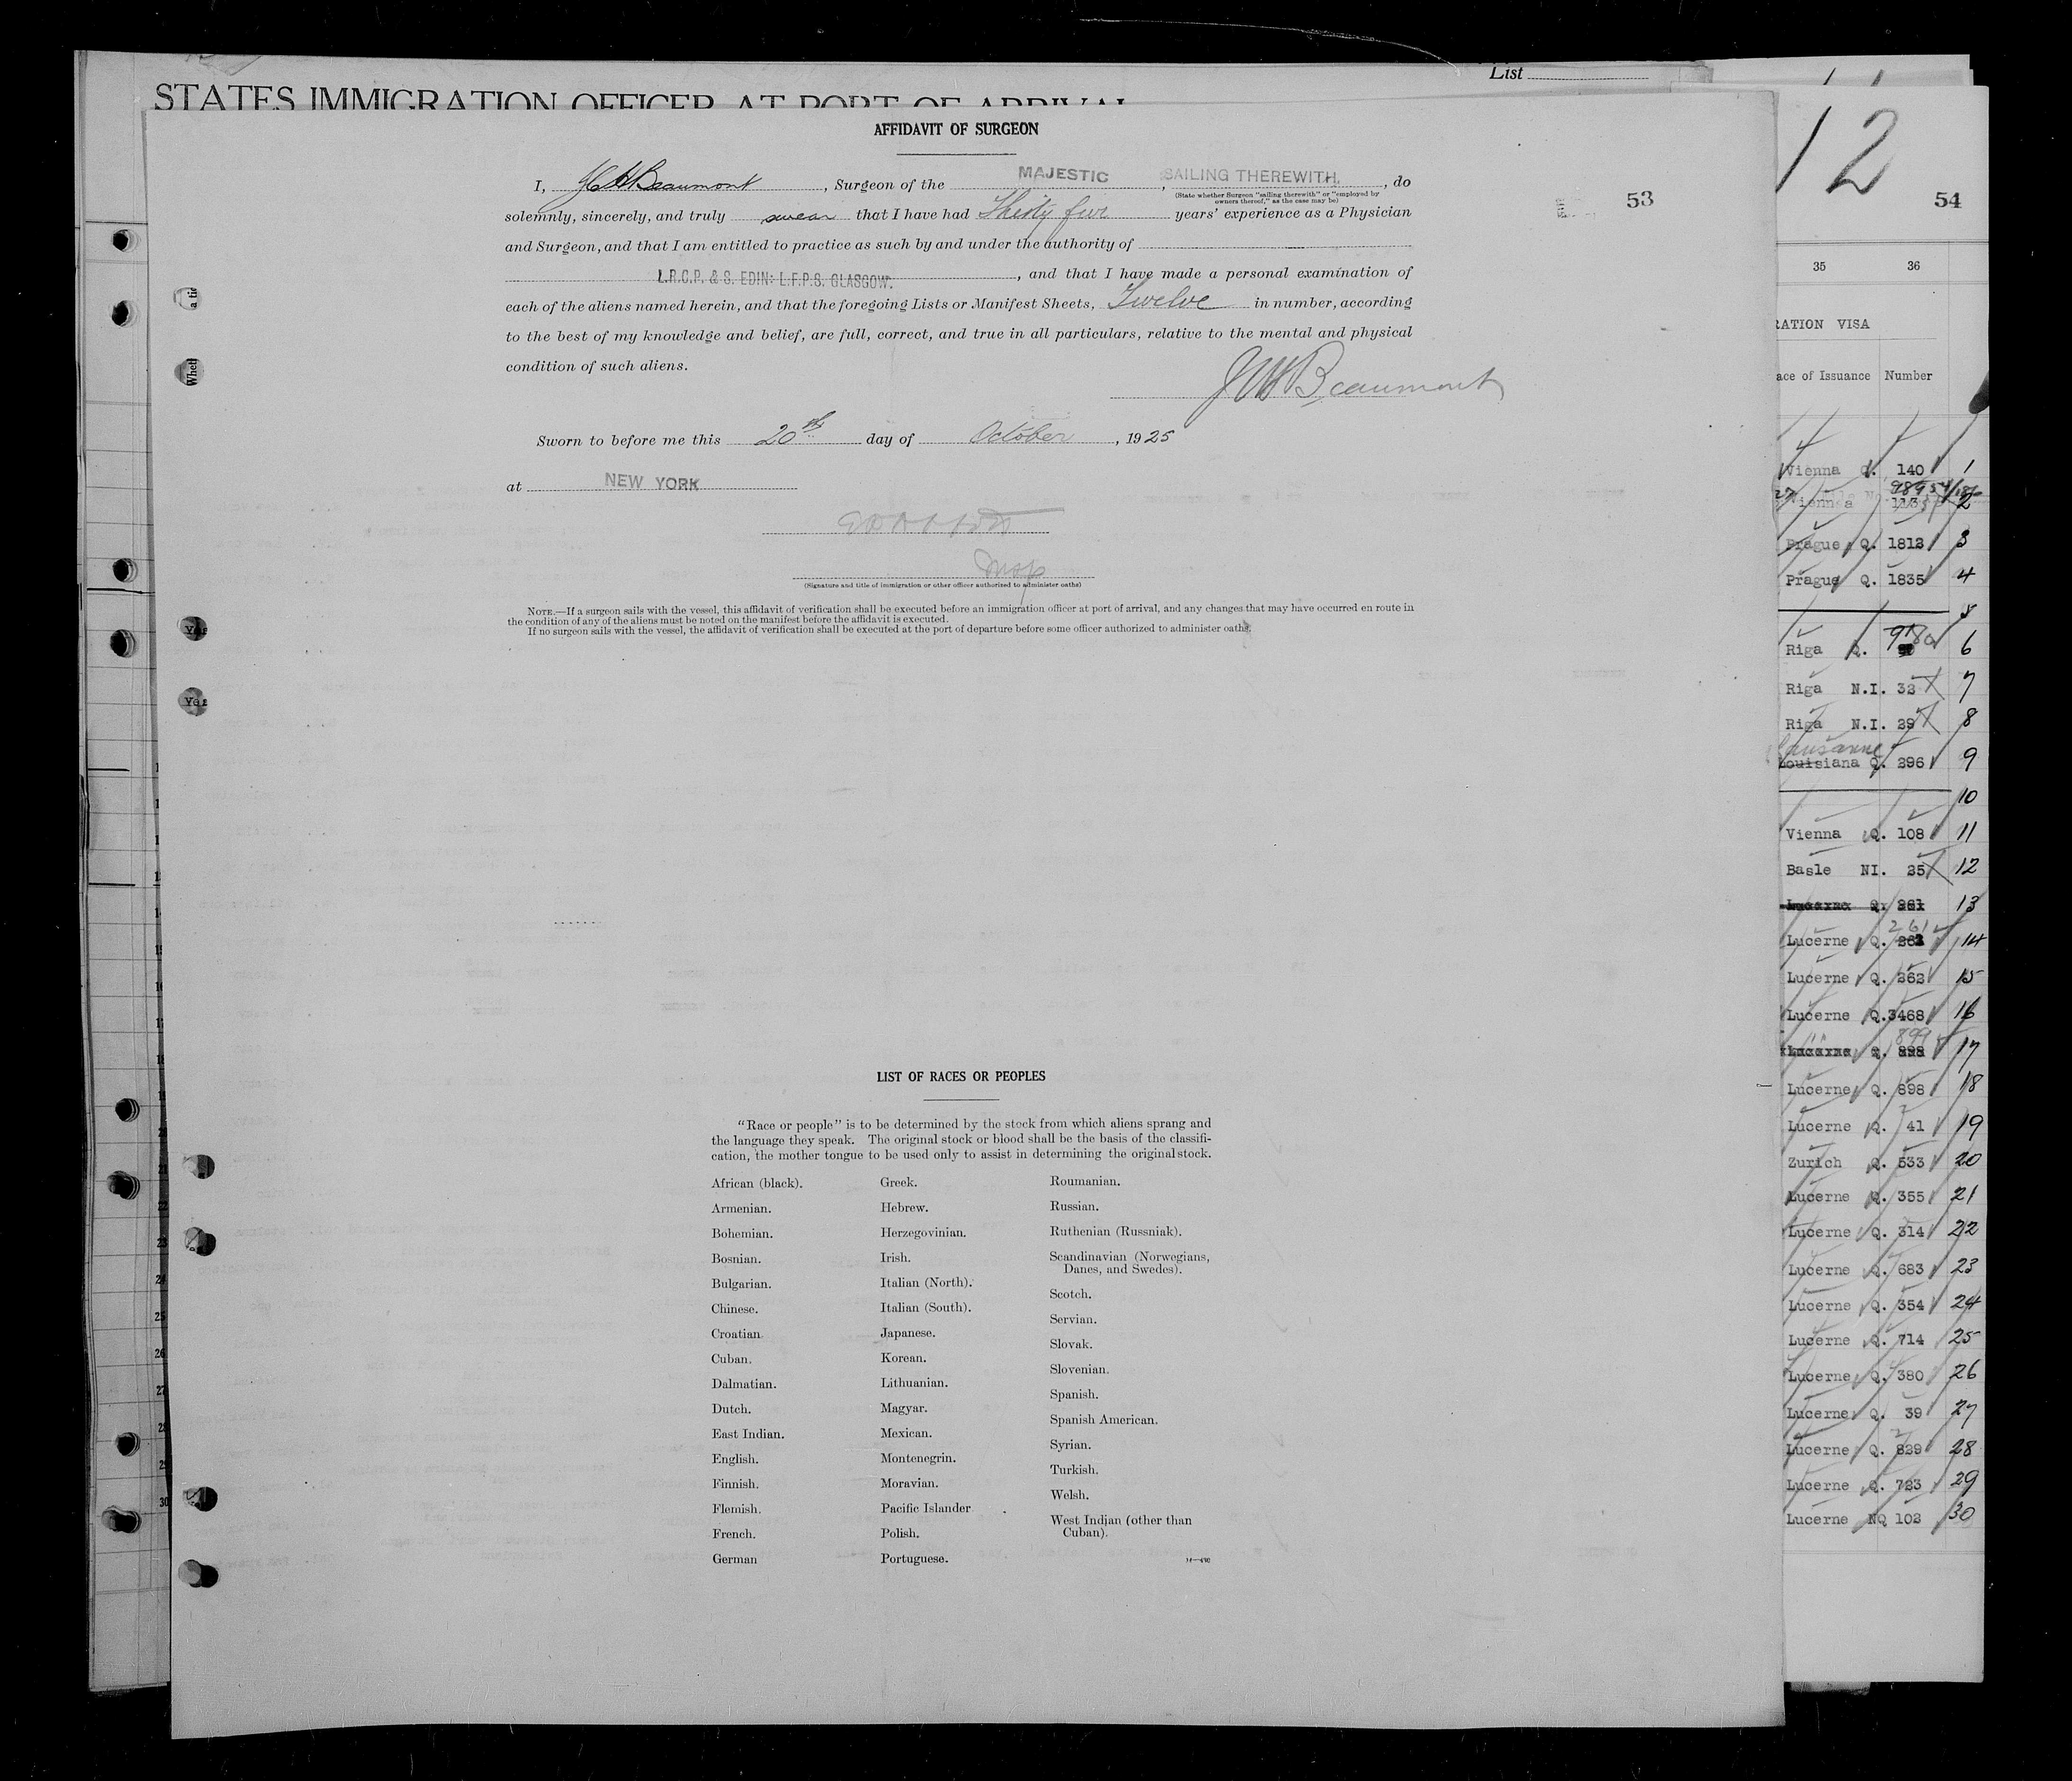 List
STATES IMMIGRATION OFFICER AT PORT OF ARRIVAL
AFFIDAVIT OF SURGEON
I, J W H Beaumont, Surgeon of the MAJESTIC, SAILING THEREWITH, do
(State whether Surgeon "sailing therewith" or "employed by
owners thereof," as the case may be)
solemnly, sincerely, and truly swear that I have had Thirty five years' experience as a Physician
and Surgeon, and that I am entitled to practice as such by and under the authority of
L.R.C.P. & S. EDIN: L.F.P.S. GLASGOW., and that I have made a personal examination of
each of the aliens named herein, and that the foregoing Lists or Manifest Sheets, Twelve in number, according
to the best of my knowledge and belief, are full, correct, and true in all particulars, relative to the mental and physical
condition of such aliens.
J W H Beaumont
Sworn to before me this 20th day of October, 1925
at NEW YORK
Insp
(Signature and title of immigration or other officer authorized to administer oaths)
NOTE.—If a surgeon sails with the vessel, this affidavit of verification shall be executed before an immigration officer at port of arrival, and any changes that may have occurred en route in
the condition of any of the aliens must be noted on the manifest before the affidavit is executed.
If no surgeon sails with the vessel, the affidavit of verification shall be executed at the port of departure before some officer authorized to administer oaths.
53
LIST OF RACES OR PEOPLES
"Race or people" is to be determined by the stock from which aliens sprang and
the language they speak. The original stock or blood shall be the basis of the classifi-
cation, the mother tongue to be used only to assist in determining the original stock.
African (black).
Armenian.
Bohemian.
Bosnian.
Bulgarian.
Chinese.
Croatian.
Cuban.
Dalmatian.
Dutch.
East Indian.
English.
Finnish.
Flemish.
French.
German
Greek.
Hebrew.
Herzegovinian.
Irish.
Italian (North).
Italian (South).
Japanese.
Korean.
Lithuanian.
Magyar.
Mexican.
Montenegrin.
Moravian.
Pacific Islander.
Polish.
Portuguese.
Roumanian.
Russian.
Ruthenian (Russniak).
Scandinavian (Norwegians,
Danes, and Swedes).
Scotch.
Servian.
Slovak.
Slovenian.
Spanish.
Spanish American.
Syrian.
Turkish.
Welsh.
West Indian (other than
Cuban).
12
54
35 36
RATION VISA
ace of Issuance Number
Vienna Q. 140 1
Vienna 2
Prague Q. 1813 3
Prague Q. 1835 4
5
Riga Q. 6
Riga N.I. 32 7
Riga N.I. 29 8
Lausanne
Louisiana Q. 296 9
10
Vienna Q. 108 11
Basle NI. 25 12
13
261
Lucerne Q. 14
Lucerne Q. 262 15
Lucerne Q. 3468 16
899
17
Lucerne Q. 898 18
Lucerne Q. 41 19
Zurich Q. 533 20
Lucerne Q. 355 21
Lucerne Q. 314 22
Lucerne Q. 683 23
Lucerne Q. 354 24
Lucerne Q. 714 25
Lucerne Q. 380 26
Lucerne Q. 39 27
Lucerne Q. 829 28
Lucerne Q. 723 29
Lucerne NQ 102 30